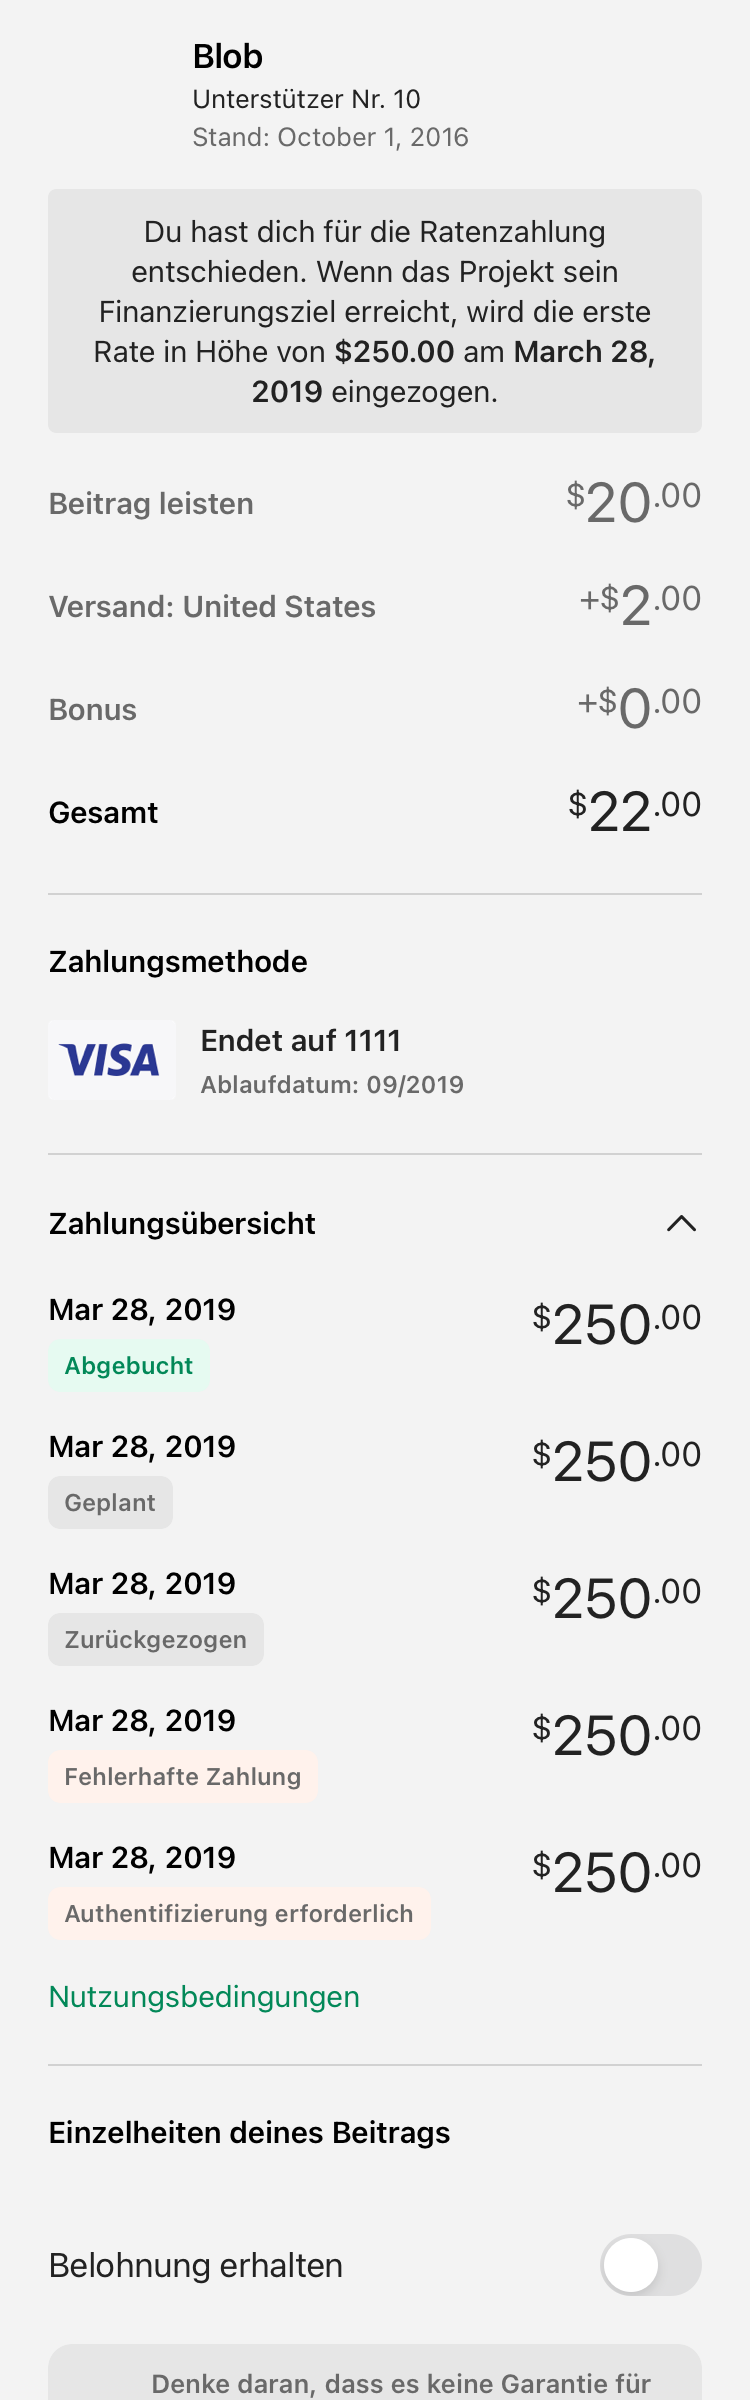 Blob
Unterstützer Nr. 10
Stand: October 1, 2016
Du hast dich für die Ratenzahlung
entschieden. Wenn das Projekt sein
Finanzierungsziel erreicht, wird die erste
Rate in Höhe von $250.00 am March 28,
2019 eingezogen.
Beitrag leisten $20.00
Versand: United States +$2.00
Bonus +$0.00
Gesamt $22.00
Zahlungsmethode
VISA
Endet auf 1111
Ablaufdatum: 09/2019
Zahlungsübersicht
Mar 28, 2019 $250.00
Abgebucht
Mar 28, 2019 $250.00
Geplant
Mar 28, 2019 $250.00
Zurückgezogen
Mar 28, 2019 $250.00
Fehlerhafte Zahlung
Mar 28, 2019 $250.00
Authentifizierung erforderlich
Nutzungsbedingungen
Einzelheiten deines Beitrags
Belohnung erhalten
Denke daran, dass es keine Garantie für